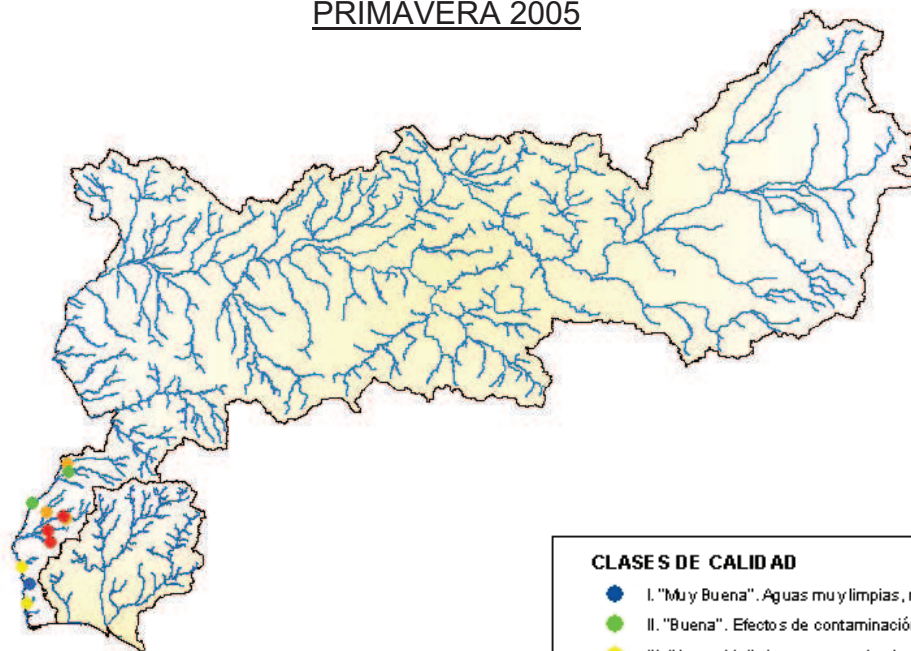 PRIMAVERA 2005
CLASES DE CALIDAD
I. "Muy Buena". Aguas muy limpias,
II. "Buena". Efectos de contaminación